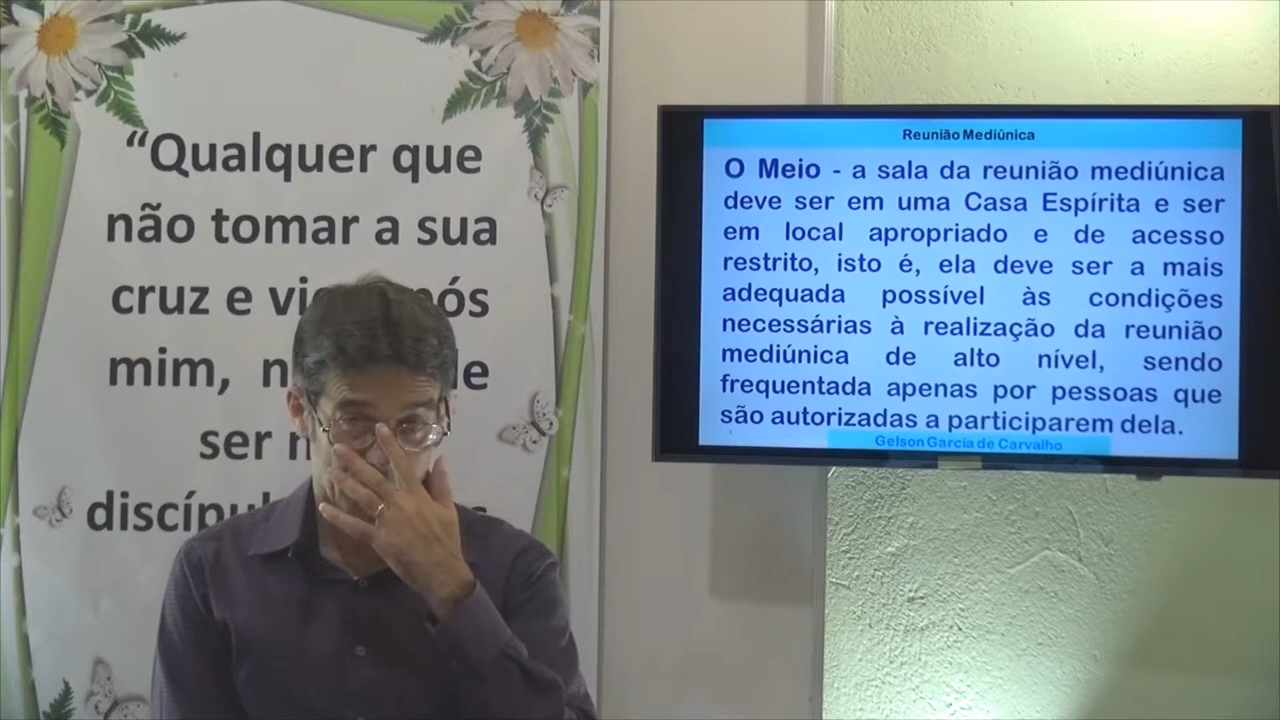 “Qualquer que
não tomar a sua
cruz e vi ós
mim, n e
ser
discípu
Reunião Mediúnica
O Meio - a sala da reunião mediúnica
deve ser em uma Casa Espírita e ser
em local apropriado e de acesso
restrito, isto é, ela deve ser a mais
adequada possível às condições
necessárias à realização da reunião
mediúnica de alto nível, sendo
frequentada apenas por pessoas que
são autorizadas a participarem dela.
Gelson Garcia de Carvalho